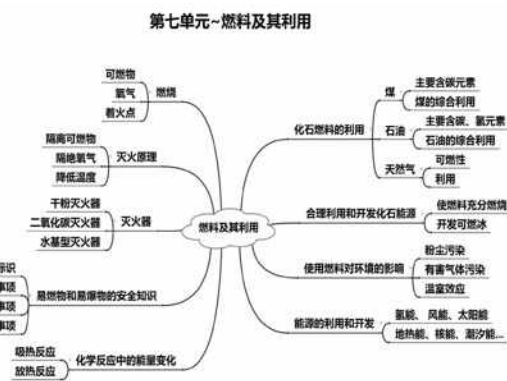 第七单元~燃料及其利用
可燃物
氧气
着火点
燃烧
隔离可燃物
隔绝氧气
降低温度
灭火原理
干粉灭火器
二氧化碳灭火器
水基型灭火器
灭火器
标识
事项
事项
事项
易燃物和易爆物的安全知识
吸热反应
放热反应
化学反应中的能量变化
燃料及其利用
化石燃料的利用
煤
主要含碳元素
煤的综合利用
石油
主要含碳、氢元素
石油的综合利用
天然气
可燃性
利用
合理利用和开发化石能源
使燃料充分燃烧
开发可燃冰
使用燃料对环境的影响
粉尘污染
有害气体污染
温室效应
能源的利用和开发
氢能、风能、太阳能
地热能、核能、潮汐能...